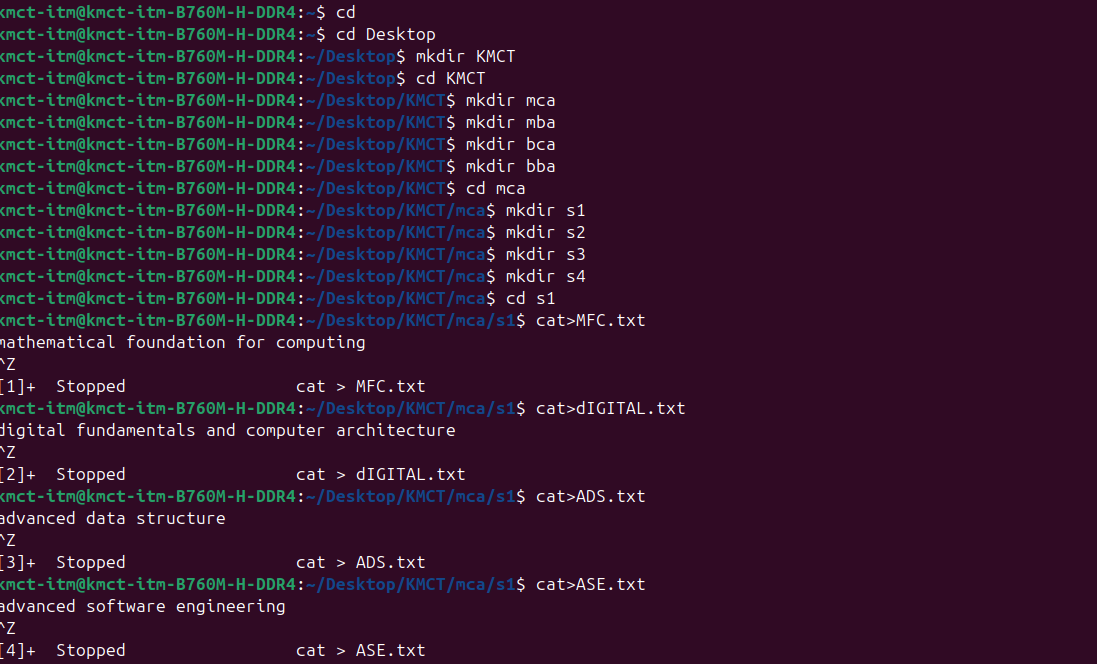 kmct-itm@kmct-itm-B760M-H-DDR4:~$ cd
kmct-itm@kmct-itm-B760M-H-DDR4:~$ cd Desktop
kmct-itm@kmct-itm-B760M-H-DDR4:~/Desktop$ mkdir KMCT
kmct-itm@kmct-itm-B760M-H-DDR4:~/Desktop$ cd KMCT
kmct-itm@kmct-itm-B760M-H-DDR4:~/Desktop/KMCT$ mkdir mca
kmct-itm@kmct-itm-B760M-H-DDR4:~/Desktop/KMCT$ mkdir mba
kmct-itm@kmct-itm-B760M-H-DDR4:~/Desktop/KMCT$ mkdir bca
kmct-itm@kmct-itm-B760M-H-DDR4:~/Desktop/KMCT$ mkdir bba
kmct-itm@kmct-itm-B760M-H-DDR4:~/Desktop/KMCT$ cd mca
kmct-itm@kmct-itm-B760M-H-DDR4:~/Desktop/KMCT/mca$ mkdir s1
kmct-itm@kmct-itm-B760M-H-DDR4:~/Desktop/KMCT/mca$ mkdir s2
kmct-itm@kmct-itm-B760M-H-DDR4:~/Desktop/KMCT/mca$ mkdir s3
kmct-itm@kmct-itm-B760M-H-DDR4:~/Desktop/KMCT/mca$ mkdir s4
kmct-itm@kmct-itm-B760M-H-DDR4:~/Desktop/KMCT/mca$ cd s1
kmct-itm@kmct-itm-B760M-H-DDR4:~/Desktop/KMCT/mca/s1$ cat>MFC.txt
mathematical foundation for computing
^Z
[1]+  Stopped                 cat > MFC.txt
kmct-itm@kmct-itm-B760M-H-DDR4:~/Desktop/KMCT/mca/s1$ cat>dIGITAL.txt
digital fundamentals and computer architecture
^Z
[2]+  Stopped                 cat > dIGITAL.txt
kmct-itm@kmct-itm-B760M-H-DDR4:~/Desktop/KMCT/mca/s1$ cat>ADS.txt
advanced data structure
^Z
[3]+  Stopped                 cat > ADS.txt
kmct-itm@kmct-itm-B760M-H-DDR4:~/Desktop/KMCT/mca/s1$ cat>ASE.txt
advanced software engineering
^Z
[4]+  Stopped                 cat > ASE.txt